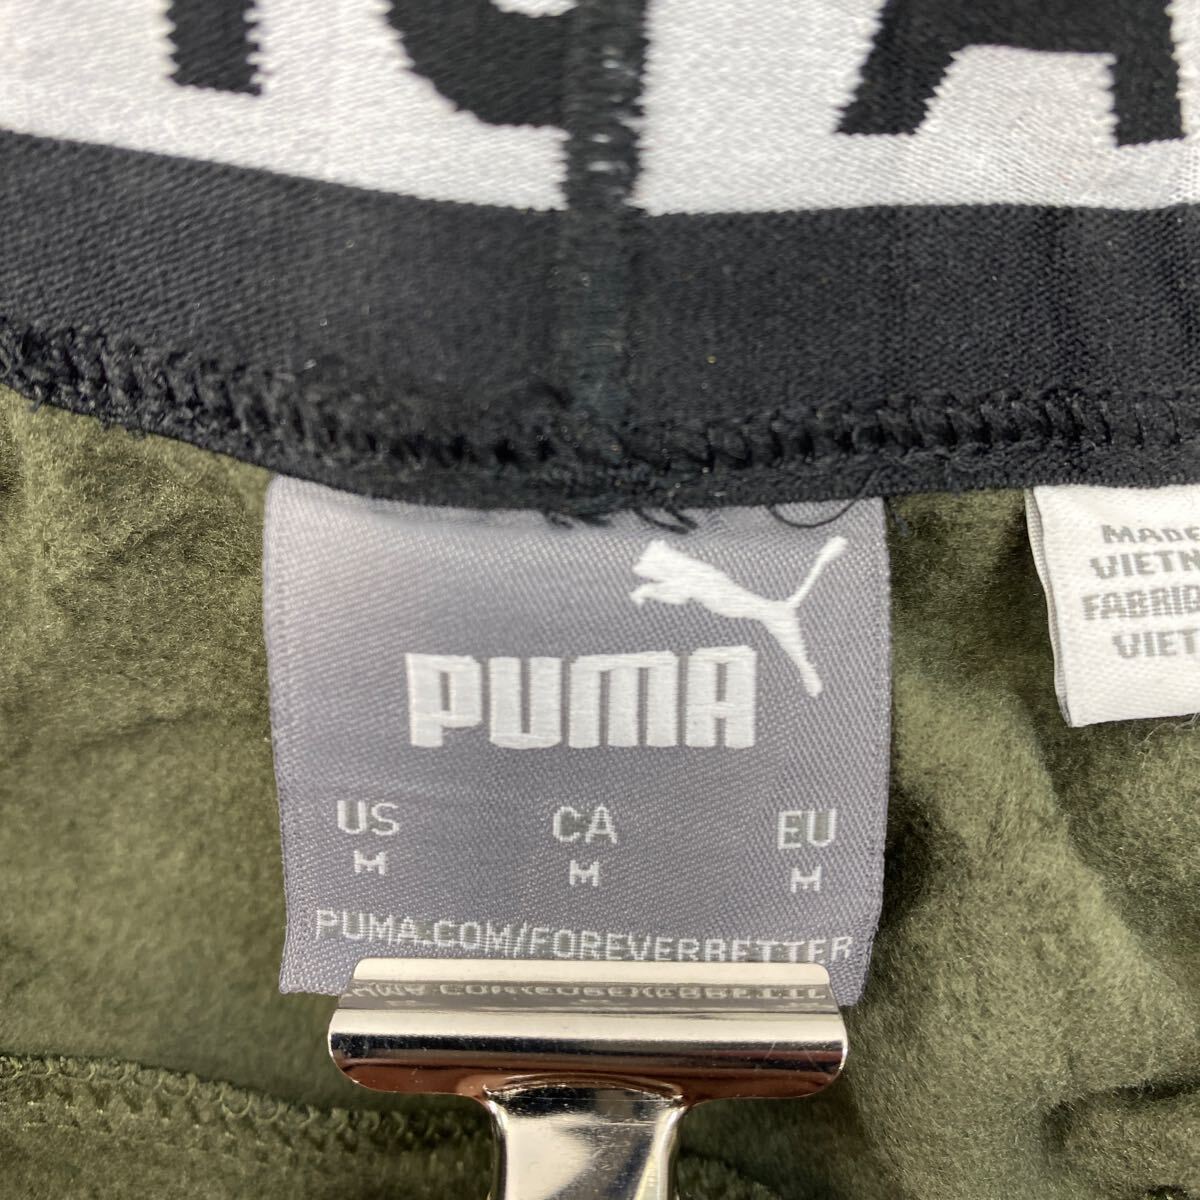 PUMA
US CA EU
M M M
PUMA.COM/FOREVERBETTER
MADE
VIETN
FABRIC
VIET